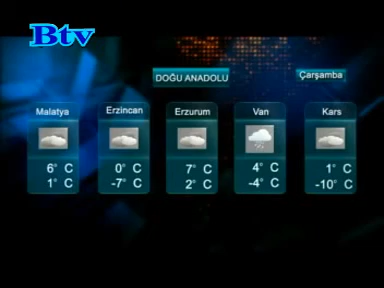 Btv
DOĞU ANADOLU
Çarşamba
Malatya
6° C
1° C
Erzincan
0° C
-7° C
Erzurum
7° C
2° C
Van
4° C
-4° C
Kars
1° C
-10° C